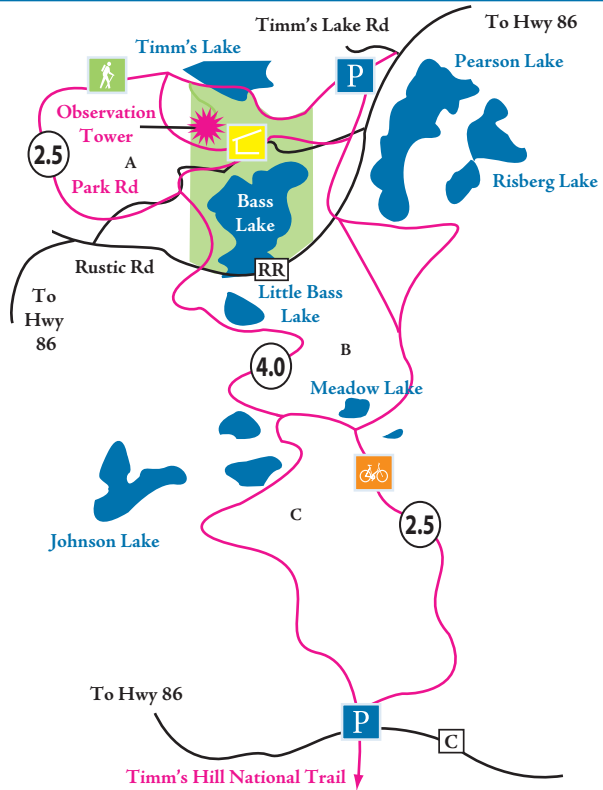 Timm's Lake Rd
To Hwy 86
Timm's Lake
Pearson Lake
P
Observation
Tower
2.5
A
Park Rd
Risberg Lake
Bass
Lake
Rustic Rd
RR
To
Hwy
86
Little Bass
Lake
B
4.0
Meadow Lake
C
2.5
Johnson Lake
To Hwy 86
P
C
Timm's Hill National Trail